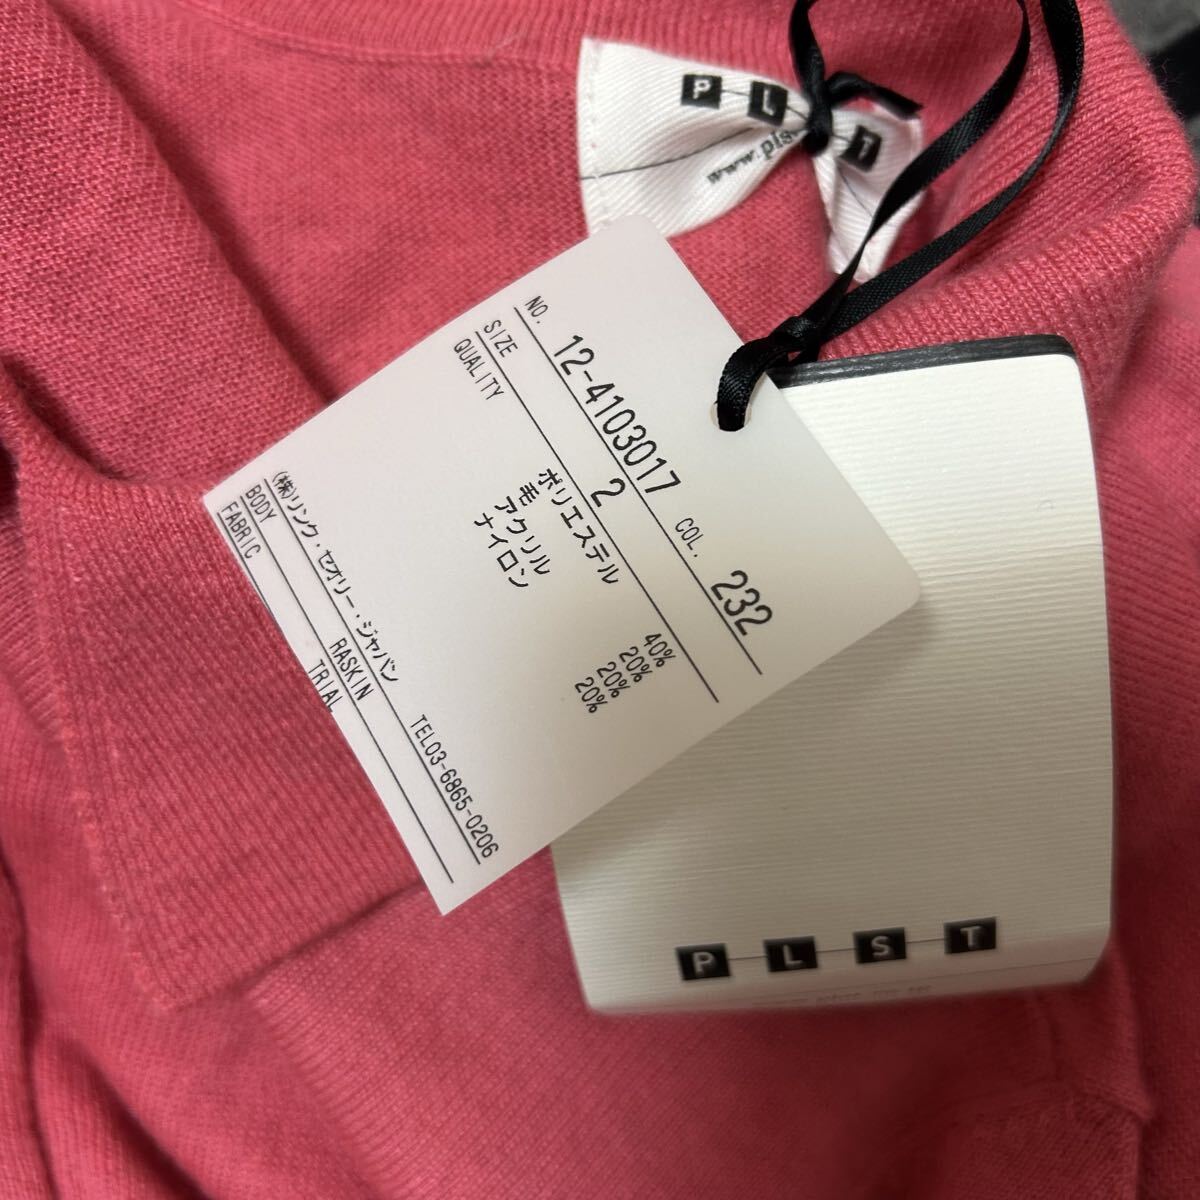 P L T
www.pls
NO. 12-4103017 COL. 232
SIZE 2
QUALITY
ポリエステル 40%
毛 20%
アクリル 20%
ナイロン 20%
(株)リンク・セオリー・ジャパン TEL03-6865-0206
BODY RASKIN
FABRIC TRIAL
P L S T